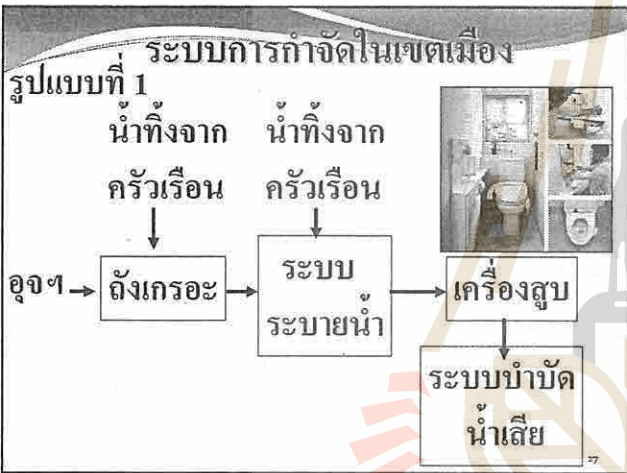 ระบบการกำจัดในเขตเมือง
รูปแบบที่ 1
น้ำทิ้งจาก
ครัวเรือน
น้ำทิ้งจาก
ครัวเรือน
อุจฯ
ถังเกรอะ
ระบบ
ระบายน้ำ
เครื่องสูบ
ระบบบำบัด
น้ำเสีย
27